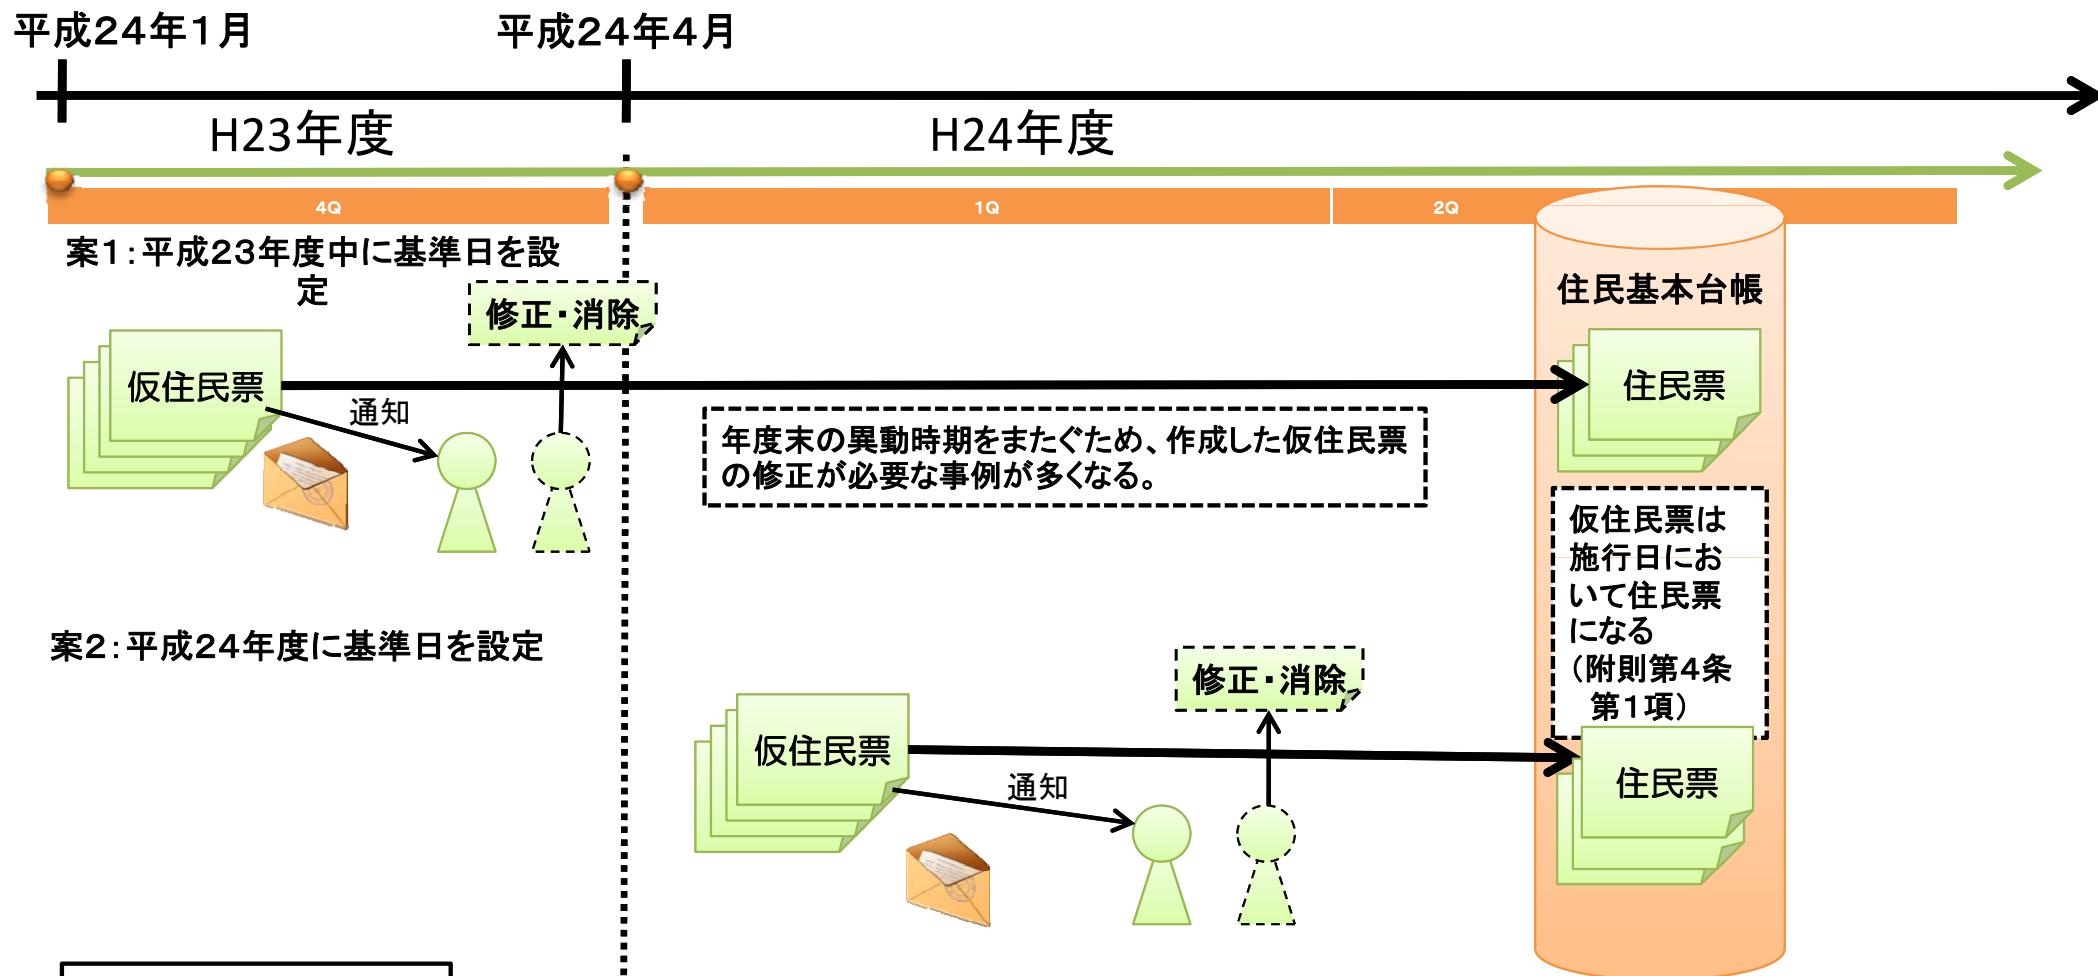 平成24年1月
平成24年4月
H23年度
H24年度
4Q
1Q
2Q
案1：平成23年度中に基準日を設
定
修正・消除
住民基本台帳
仮住民票
通知
住民票
年度末の異動時期をまたぐため、作成した仮住民票
の修正が必要な事例が多くなる。
仮住民票は
施行日にお
いて住民票
になる
（附則第4条
第1項）
案2：平成24年度に基準日を設定
修正・消除
仮住民票
通知
住民票